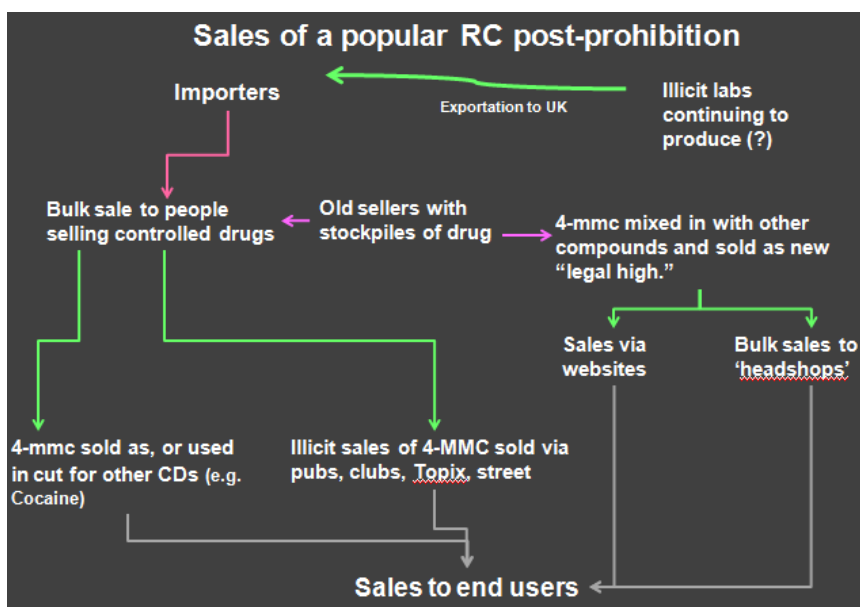 Sales of a popular RC post-prohibition
Importers
Exportation to UK
Illicit labs
continuing to
produce (?)
Bulk sale to people
selling controlled drugs
Old sellers with
stockpiles of drug
4-mmc mixed in with other
compounds and sold as new
“legal high.”
Sales via
websites
Bulk sales to
‘headshops’
4-mmc sold as, or used
in cut for other CDs (e.g.
Cocaine)
Illicit sales of 4-MMC sold via
pubs, clubs, Topix, street
Sales to end users